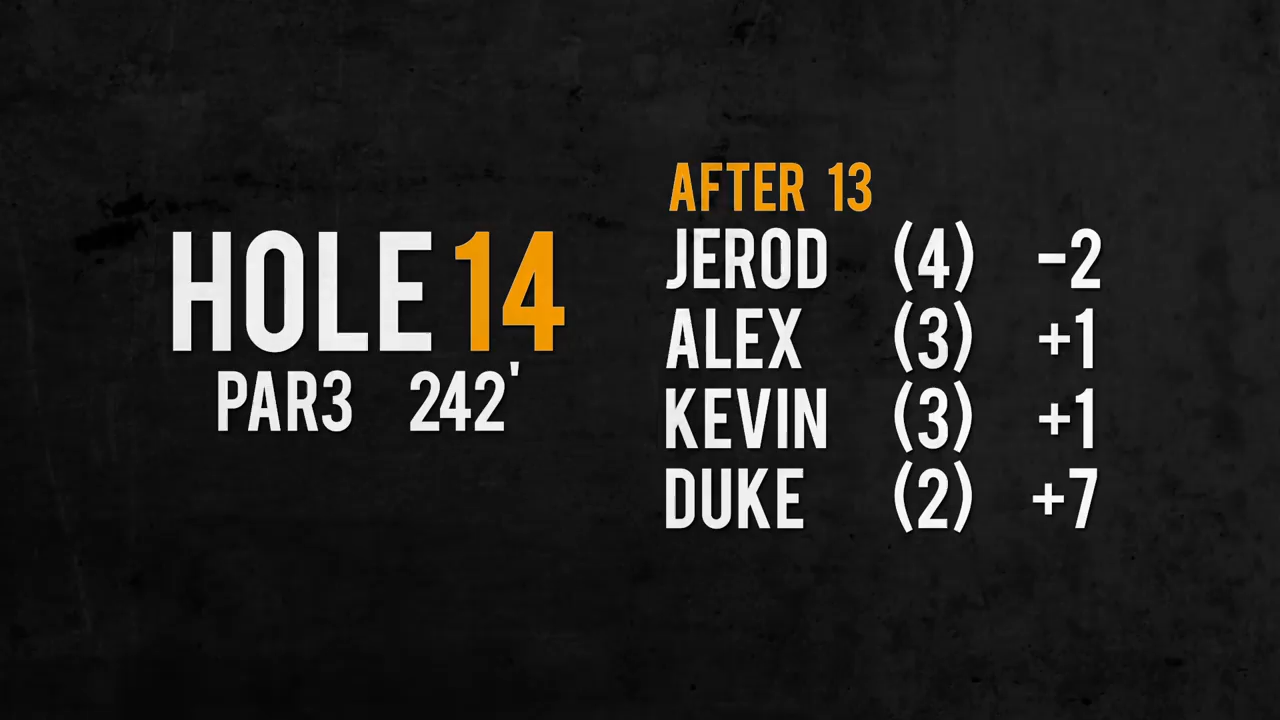 HOLE 14
PAR3 242'
AFTER 13
JEROD (4) -2
ALEX (3) +1
KEVIN (3) +1
DUKE (2) +7